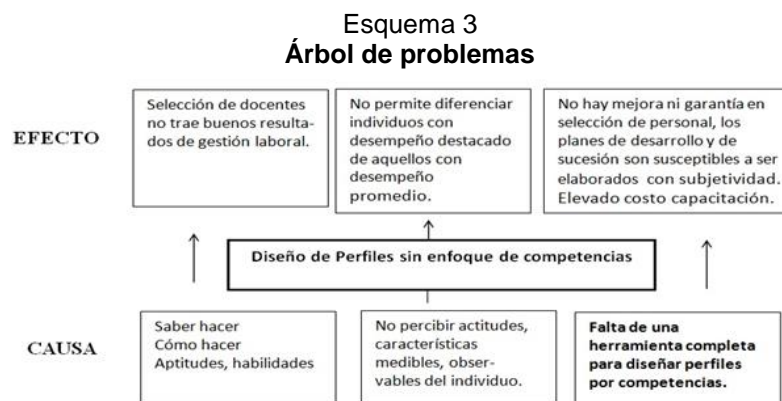 Esquema 3
Árbol de problemas
EFECTO
Selección de docentes
no trae buenos resulta-
dos de gestión laboral.
No permite diferenciar
individuos con
desempeño destacado
de aquellos con
desempeño
promedio.
No hay mejora ni garantía en
selección de personal, los
planes de desarrollo y de
sucesión son susceptibles a ser
elaborados con subjetividad.
Elevado costo capacitación.
Diseño de Perfiles sin enfoque de competencias
CAUSA
Saber hacer
Cómo hacer
Aptitudes, habilidades
No percibir actitudes,
características
medibles, obser-
vables del individuo.
Falta de una
herramienta completa
para diseñar perfiles
por competencias.